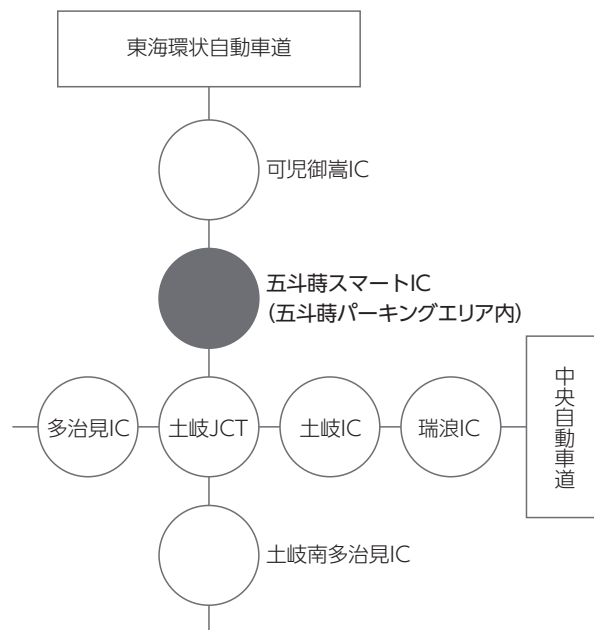 東海環状自動車道
可児御嵩IC
五斗蒔スマートIC
（五斗蒔パーキングエリア内）
多治見IC
土岐JCT
土岐IC
瑞浪IC
中央自動車道
土岐南多治見IC